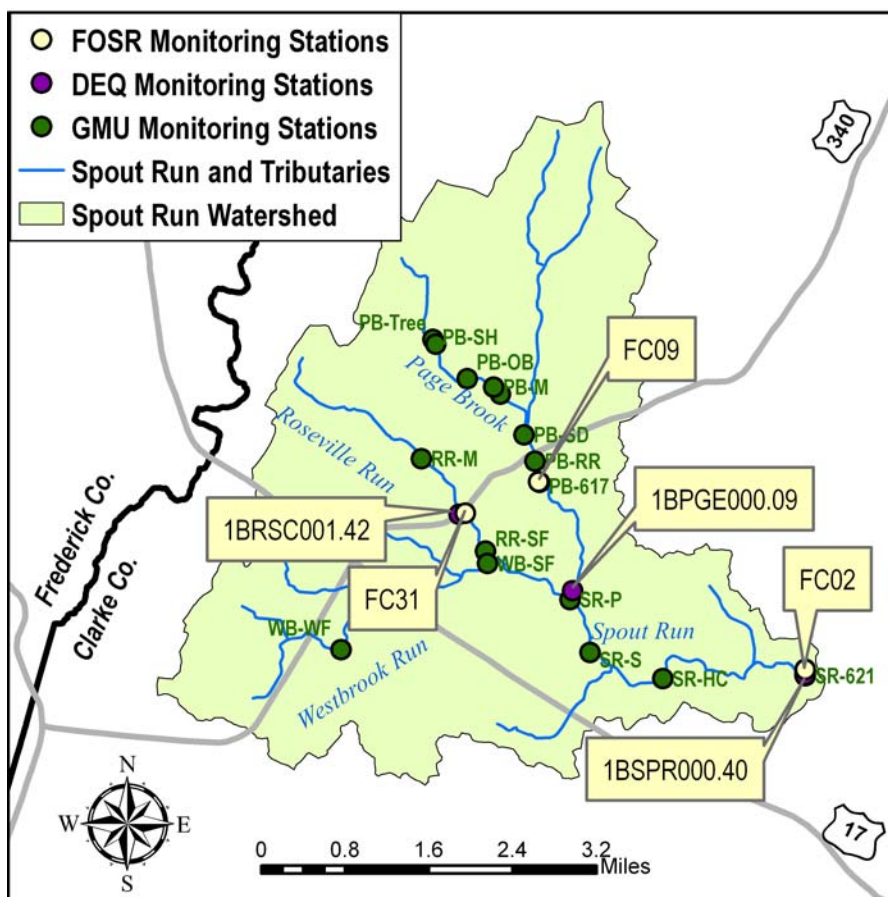 FOSR Monitoring Stations
DEQ Monitoring Stations
GMU Monitoring Stations
Spout Run and Tributaries
Spout Run Watershed
340
PB-Tree
PB-SH
PB-OB
PB-M
Page Brook
FC09
PB-SD
PB-RR
PB-617
Roseville Run
RR-M
1BRSC001.42
1BPGE000.09
Frederick Co.
Clarke Co.
RR-SF
WB-SF
FC31
FC02
SR-P
Spout Run
WB-WF
SR-S
SR-HC
SR-621
Westbrook Run
1BSPR000.40
17
N
W
E
S
0 0.8 1.6 2.4 3.2
Miles